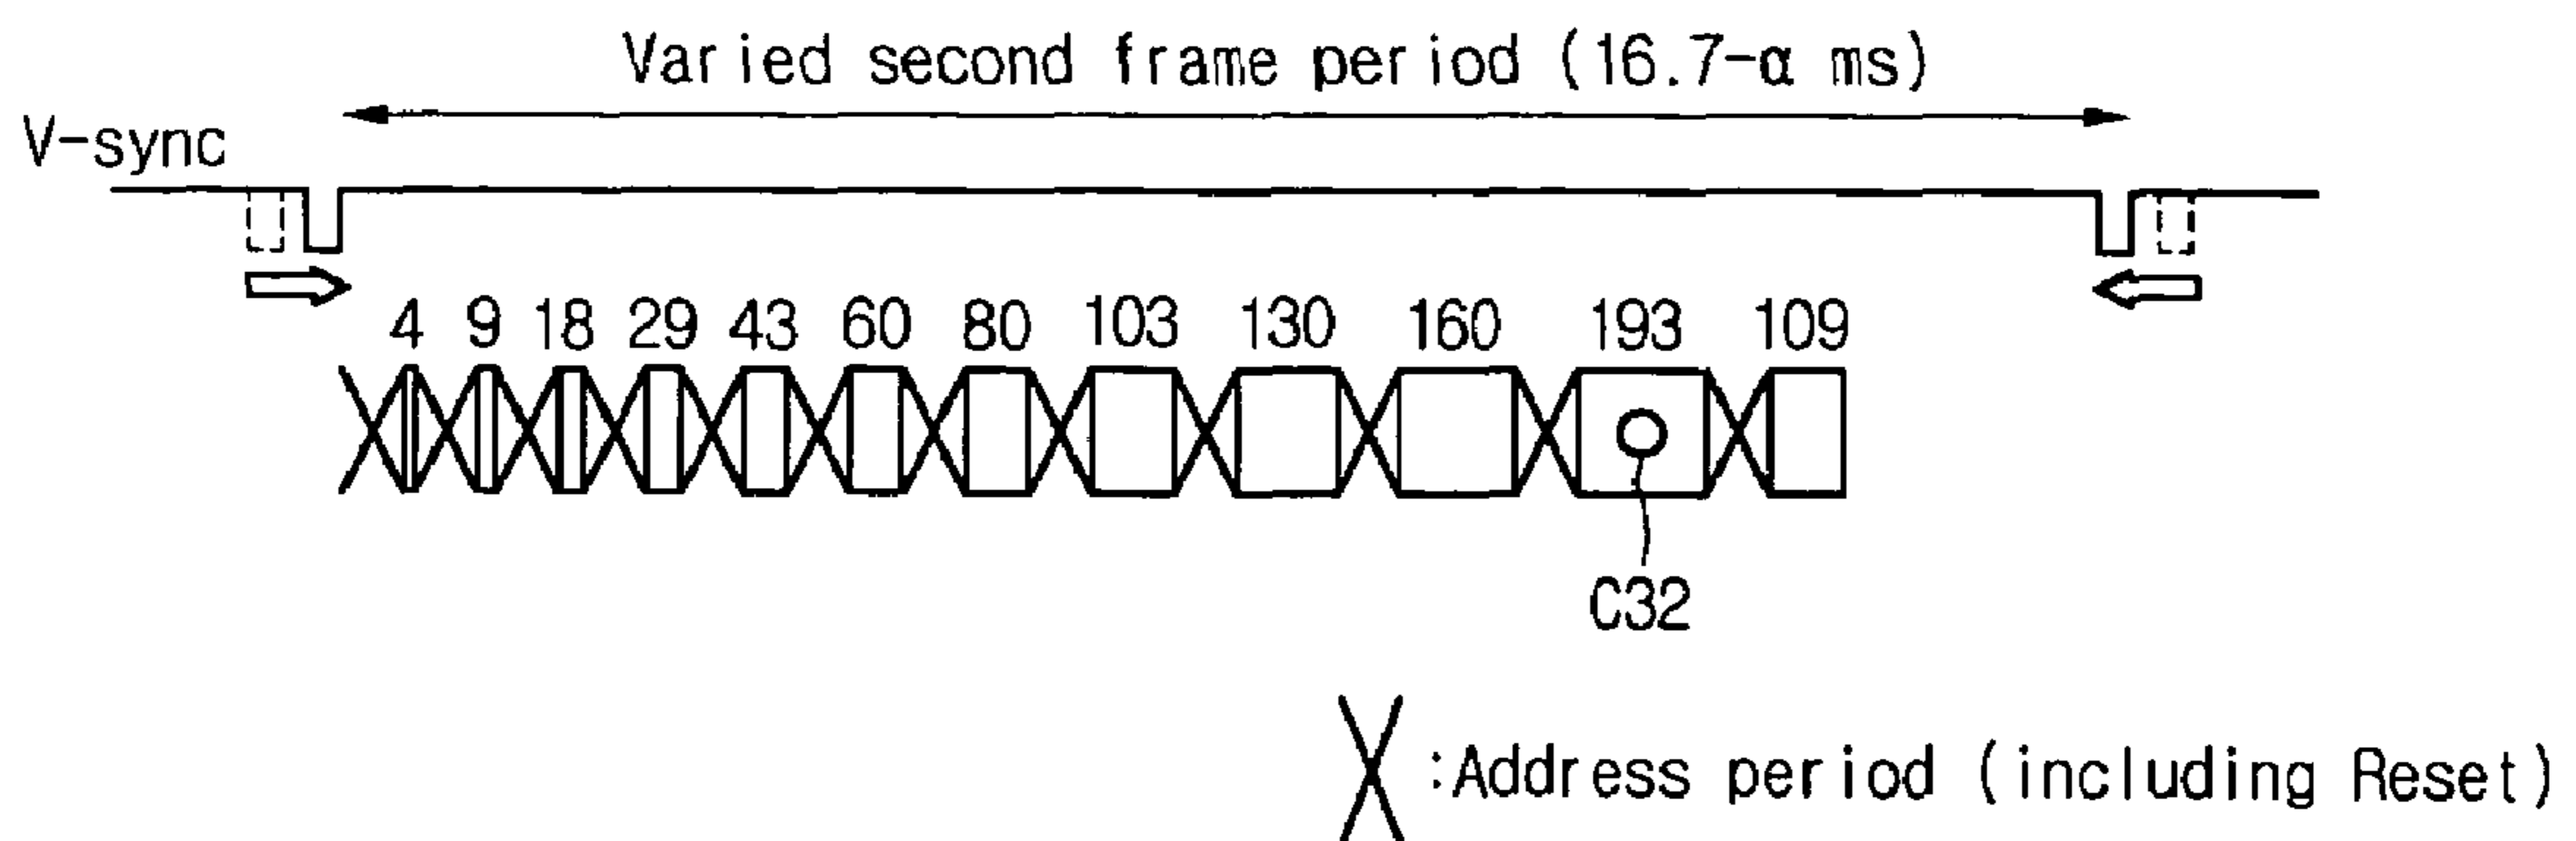 Varied second frame period (16.7-α ms)
V-sync
4 9 18 29 43 60 80 103 130 160 193 109
C32
:Address period (including Reset)